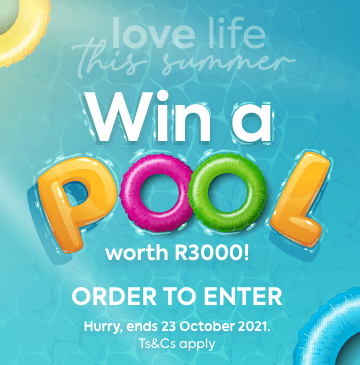 love life
this summer
Win a
POOL
worth R3000!
ORDER TO ENTER
Hurry, ends 23 October 2021.
Ts&Cs apply